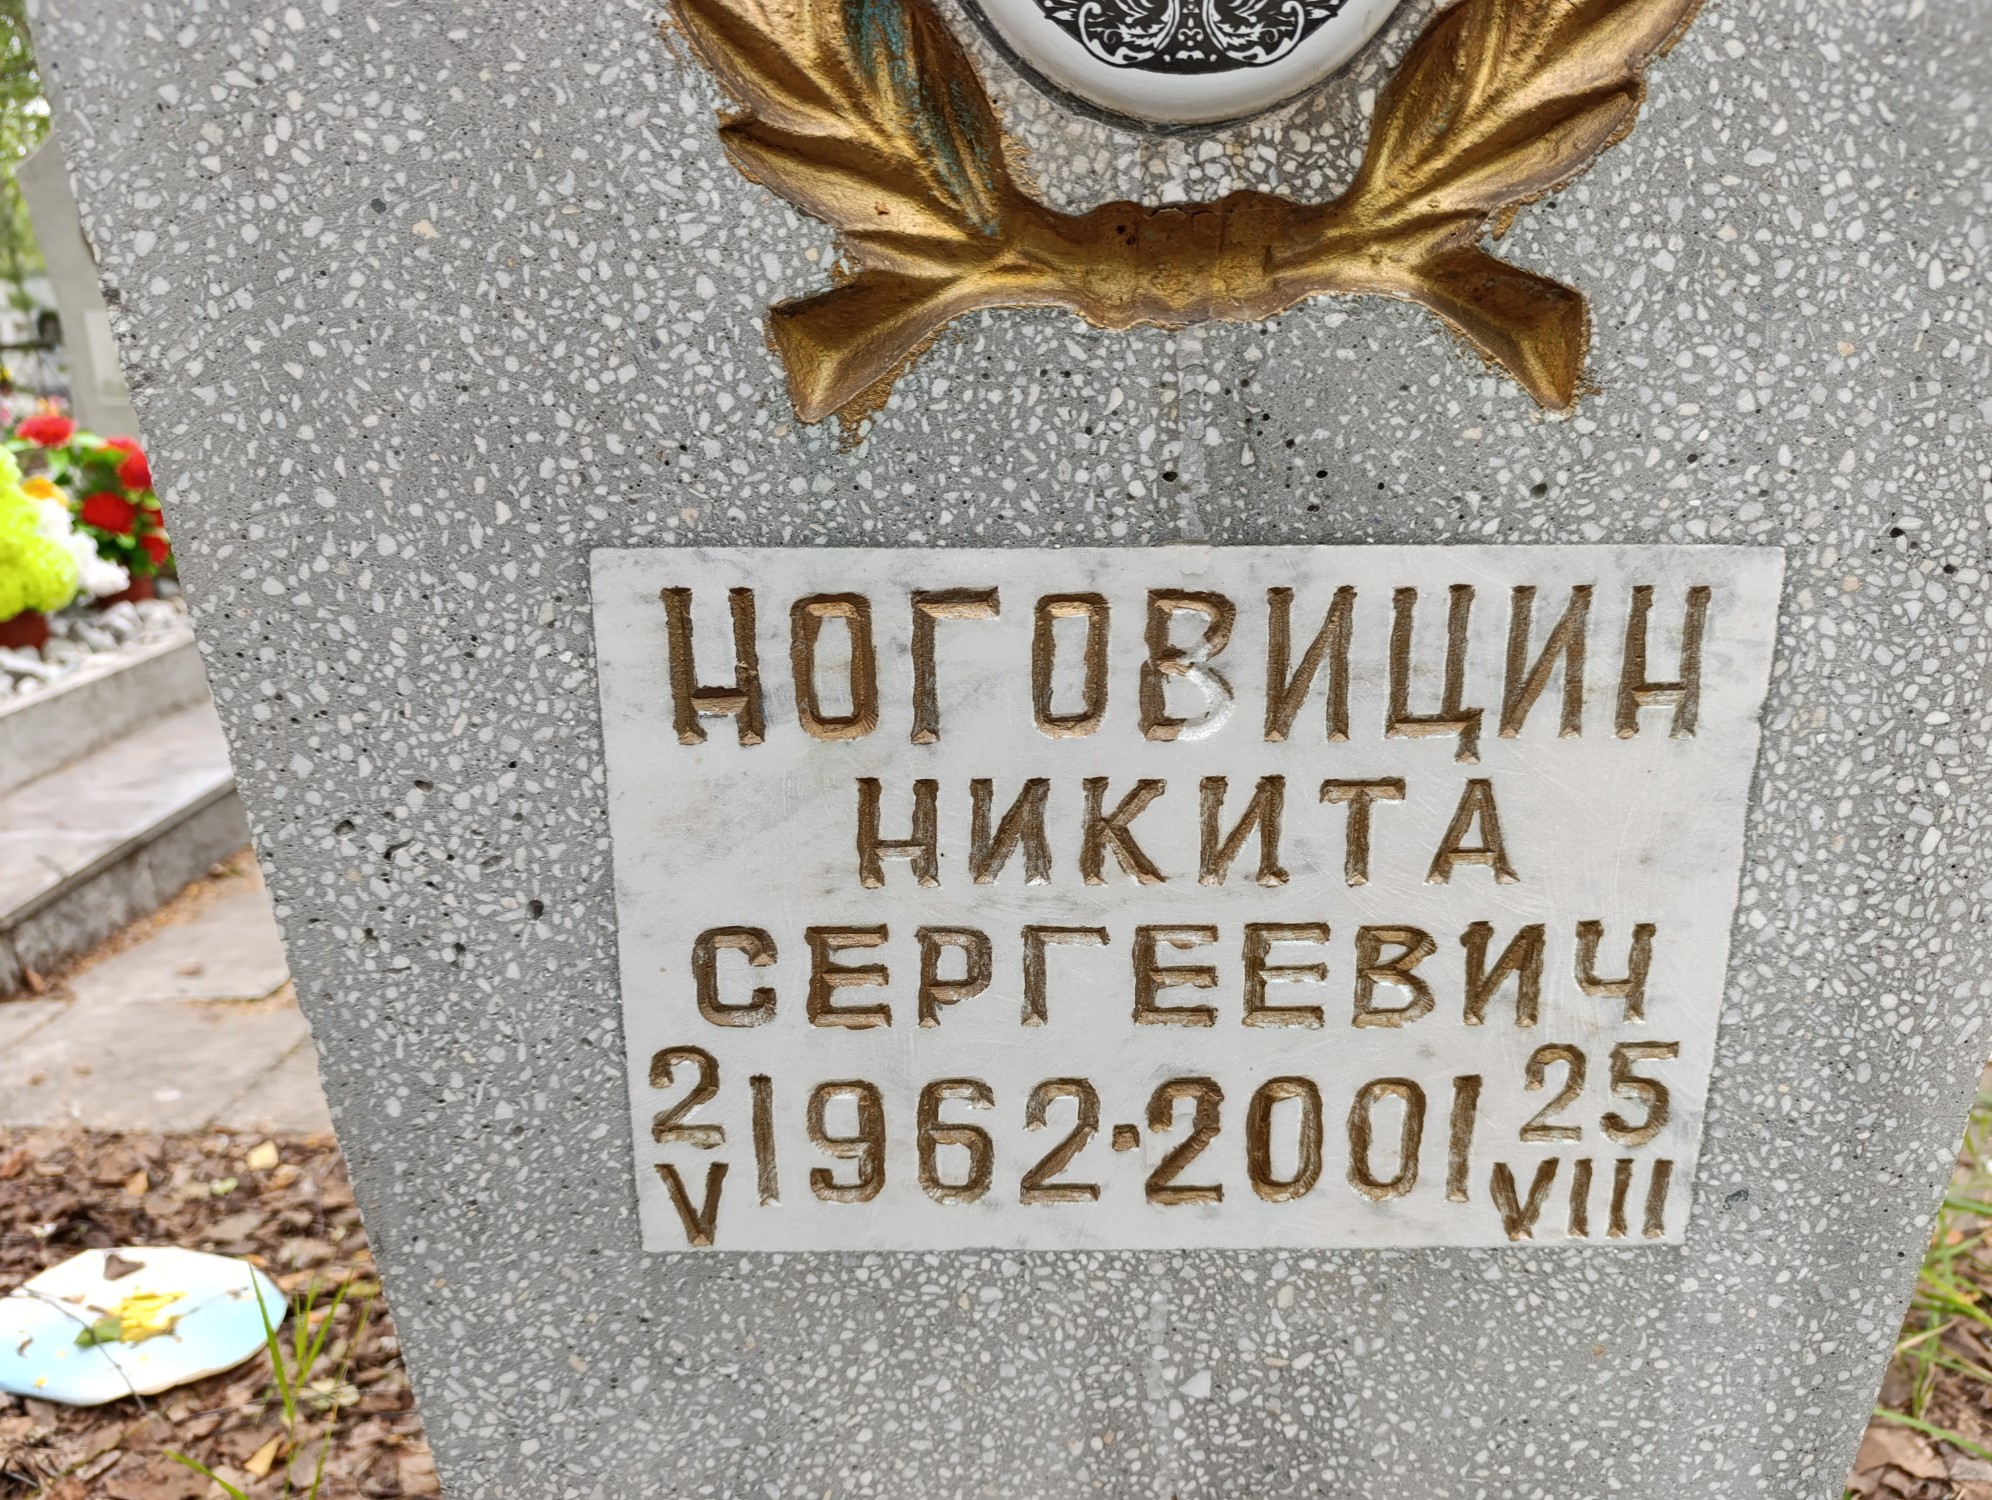 НОГОВИЦИН
НИКИТА
СЕРГЕЕВИЧ
2 V 1962·2001 25 VIII